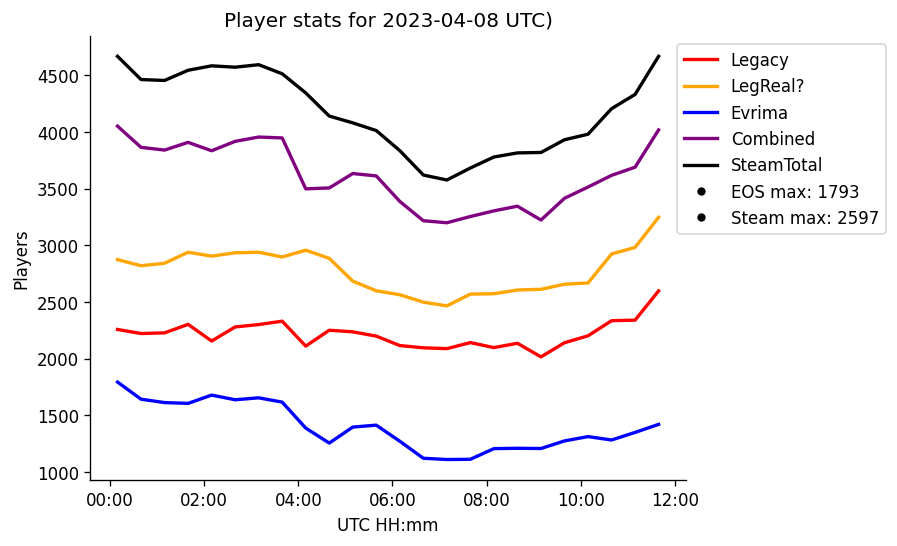 Player stats for 2023-04-08 UTC)
Legacy
LegReal?
Evrima
Combined
SteamTotal
EOS max: 1793
Steam max: 2597
Players
4500
4000
3500
3000
2500
2000
1500
1000
00:00 02:00 04:00 06:00 08:00 10:00 12:00
UTC HH:mm